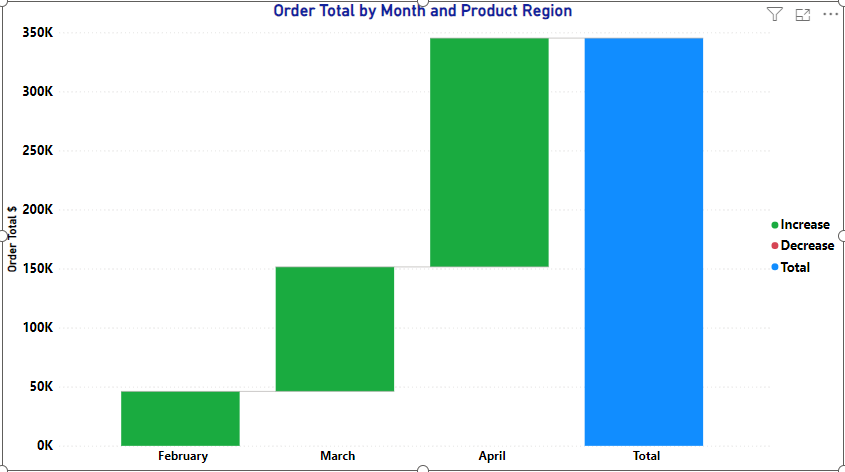 Order Total by Month and Product Region
350K
300K
250K
200K
150K
100K
50K
0K
Order Total $
February March April Total
Increase
Decrease
Total